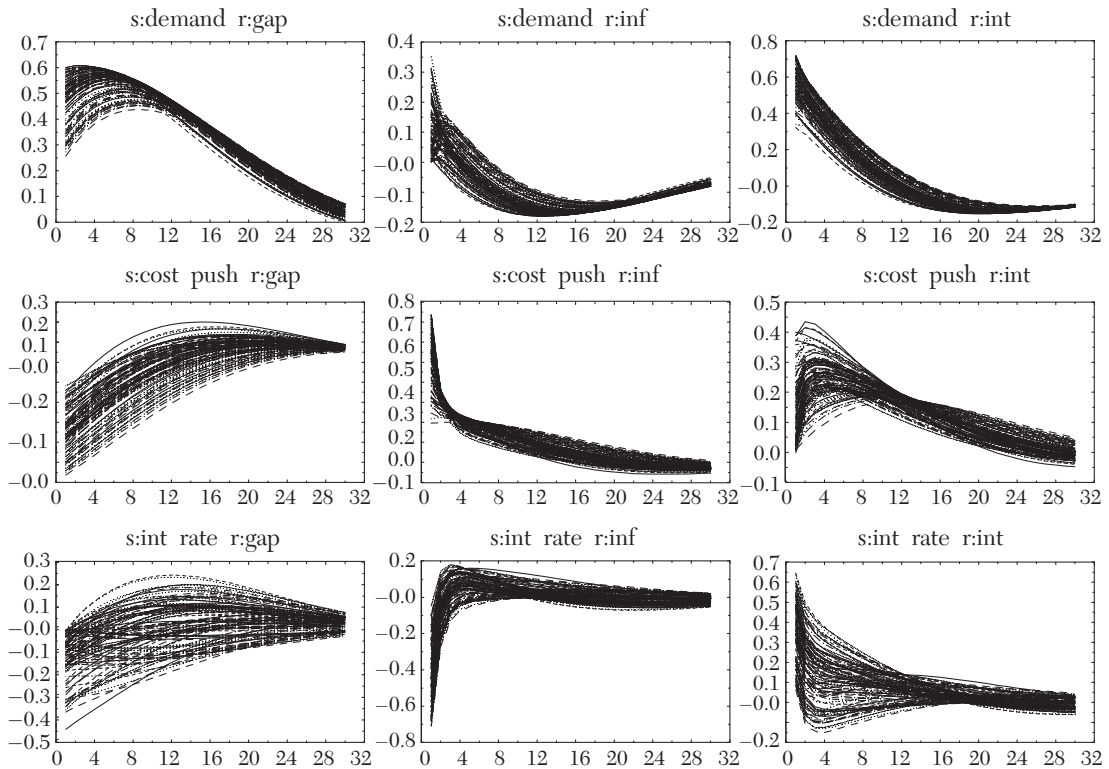 s:demand r:gap s:demand r:inf s:demand r:int
0.7 0.4 0.8
0.6 0.3 0.6
0.5 0.2 0.4
0.4 0.1 0.2
0.3 −0.0 −0.0
0.2 −0.1 −0.2
0.1 −0.2
0
0 4 8 12 16 20 24 28 32 0 4 8 12 16 20 24 28 32 0 4 8 12 16 20 24 28 32
s:cost push r:gap s:cost push r:inf s:cost push r:int
0.3 0.8 0.5
0.2 0.7 0.4
0.1 0.6 0.3
−0.0 0.5 0.2
−0.2 0.4 0.1
−0.1 0.3 0.0
−0.0 0.2 −0.1
0.0
−0.1
0 4 8 12 16 20 24 28 32 0 4 8 12 16 20 24 28 32 0 4 8 12 16 20 24 28 32
s:int rate r:gap s:int rate r:inf s:int rate r:int
0.3 0.2 0.7
0.2 −0.0 0.6
0.1 −0.2 0.5
−0.0 −0.4 0.4
−0.1 −0.6 0.3
−0.2 −0.8 0.2
−0.3 0.1
−0.4 −0.0
−0.5 −0.2
0 4 8 12 16 20 24 28 32 0 4 8 12 16 20 24 28 32 0 4 8 12 16 20 24 28 32